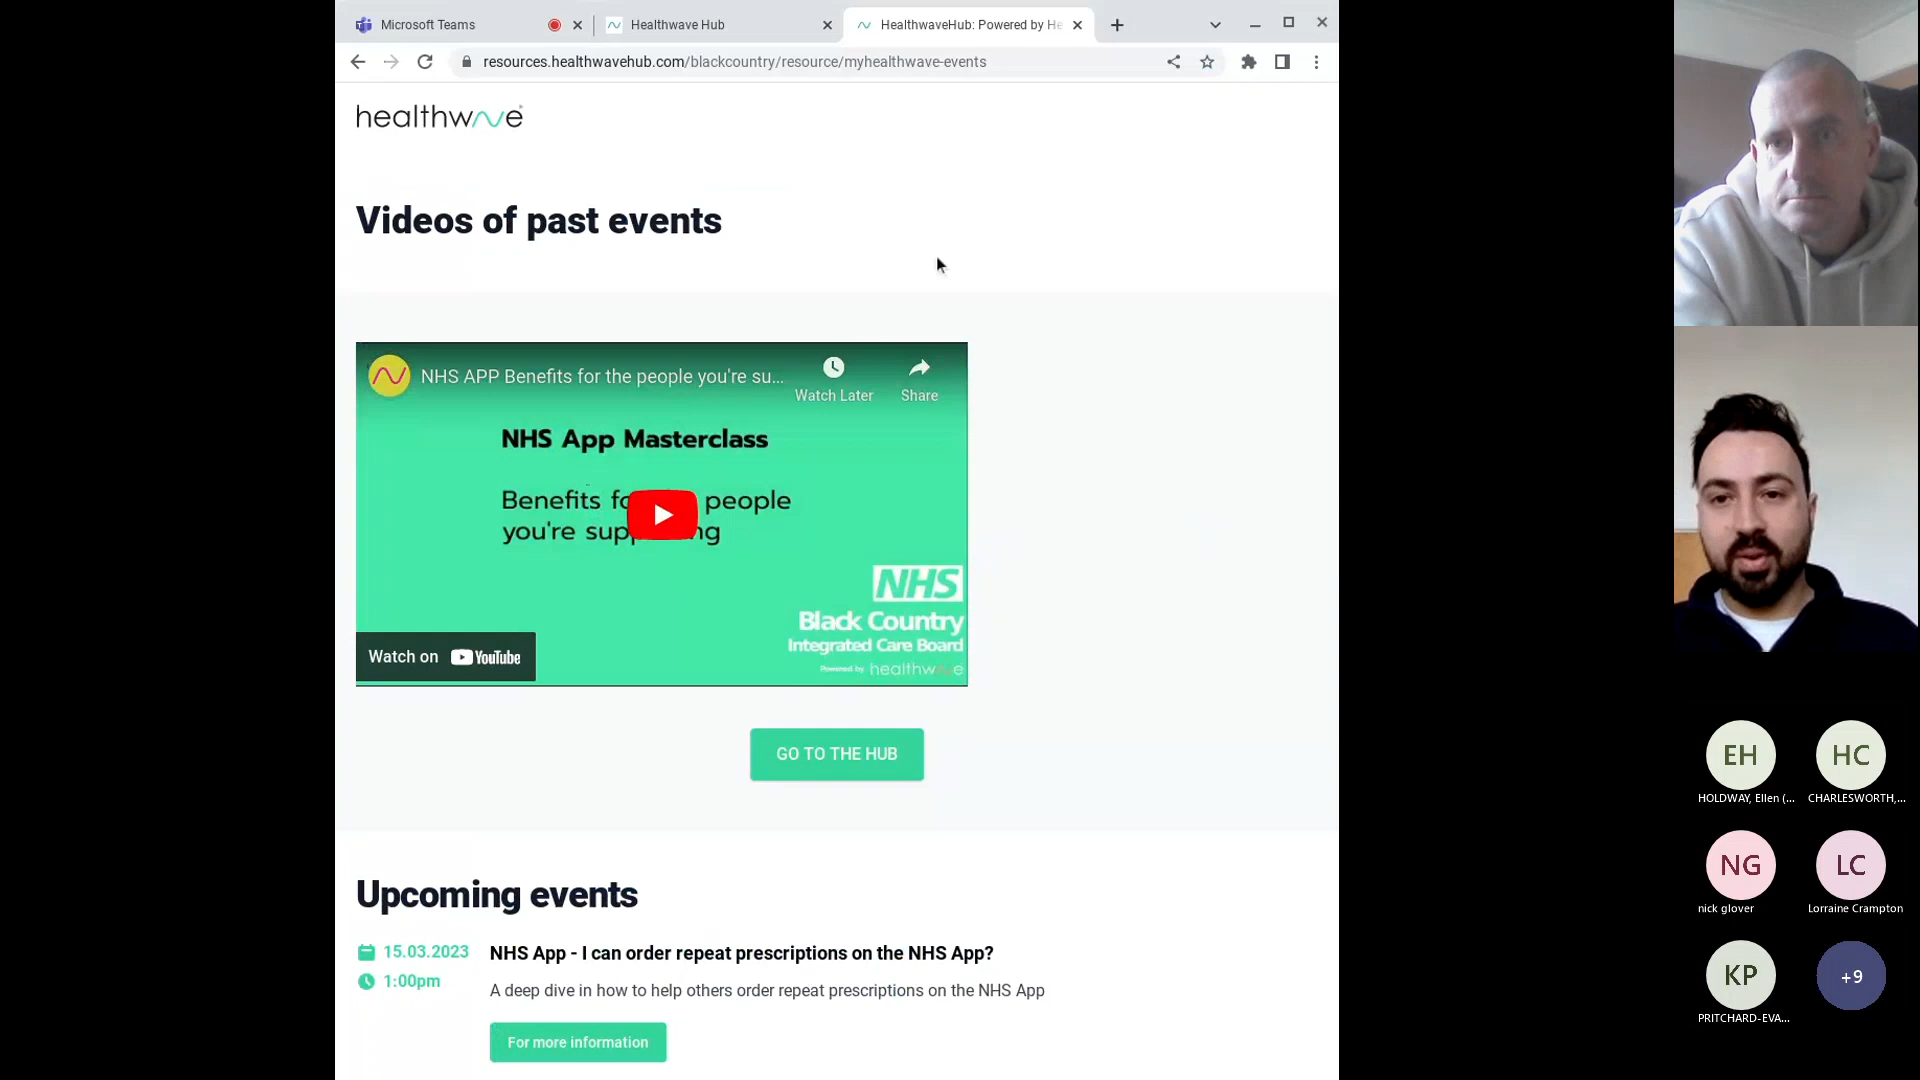 Microsoft Teams
Healthwave Hub
HealthwaveHub: Powered by He
resources.healthwavehub.com/blackcountry/resource/myhealthwave-events
healthwave
Videos of past events
NHS APP Benefits for the people you're su...
Watch Later
Share
NHS App Masterclass
Benefits people
you're
NHS
Black Country
Integrated Care Board
Powered by healthwave
Watch on YouTube
GO TO THE HUB
Upcoming events
15.03.2023
1:00pm
NHS App - I can order repeat prescriptions on the NHS App?
A deep dive in how to help others order repeat prescriptions on the NHS App
For more information
EH
HC
HOLDWAY, Ellen (...
CHARLESWORTH,...
NG
LC
nick glover
Lorraine Crampton
KP
+9
PRITCHARD-EVA...